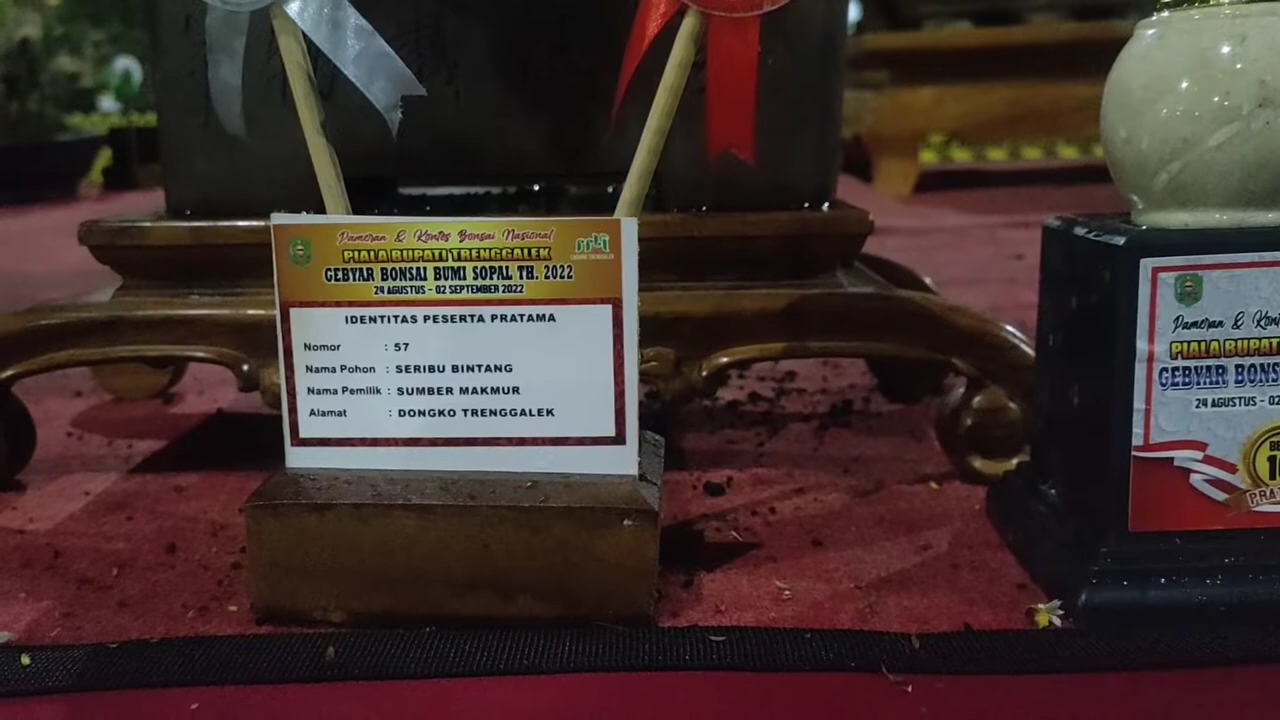 Pameran & Kontes Bonsai Nasional
PIALA BUPATI TRENGGALEK
GEBYAR BONSAI BUMI SOPAL TH. 2022
24 AGUSTUS - 02 SEPTEMBER 2022
IDENTITAS PESERTA PRATAMA
Nomor : 57
Nama Pohon : SERIBU BINTANG
Nama Pemilik : SUMBER MAKMUR
Alamat : DONGKO TRENGGALEK
Pameran & Kont
PIALA BUPAT
GEBYAR BONS
24 AGUSTUS - 02